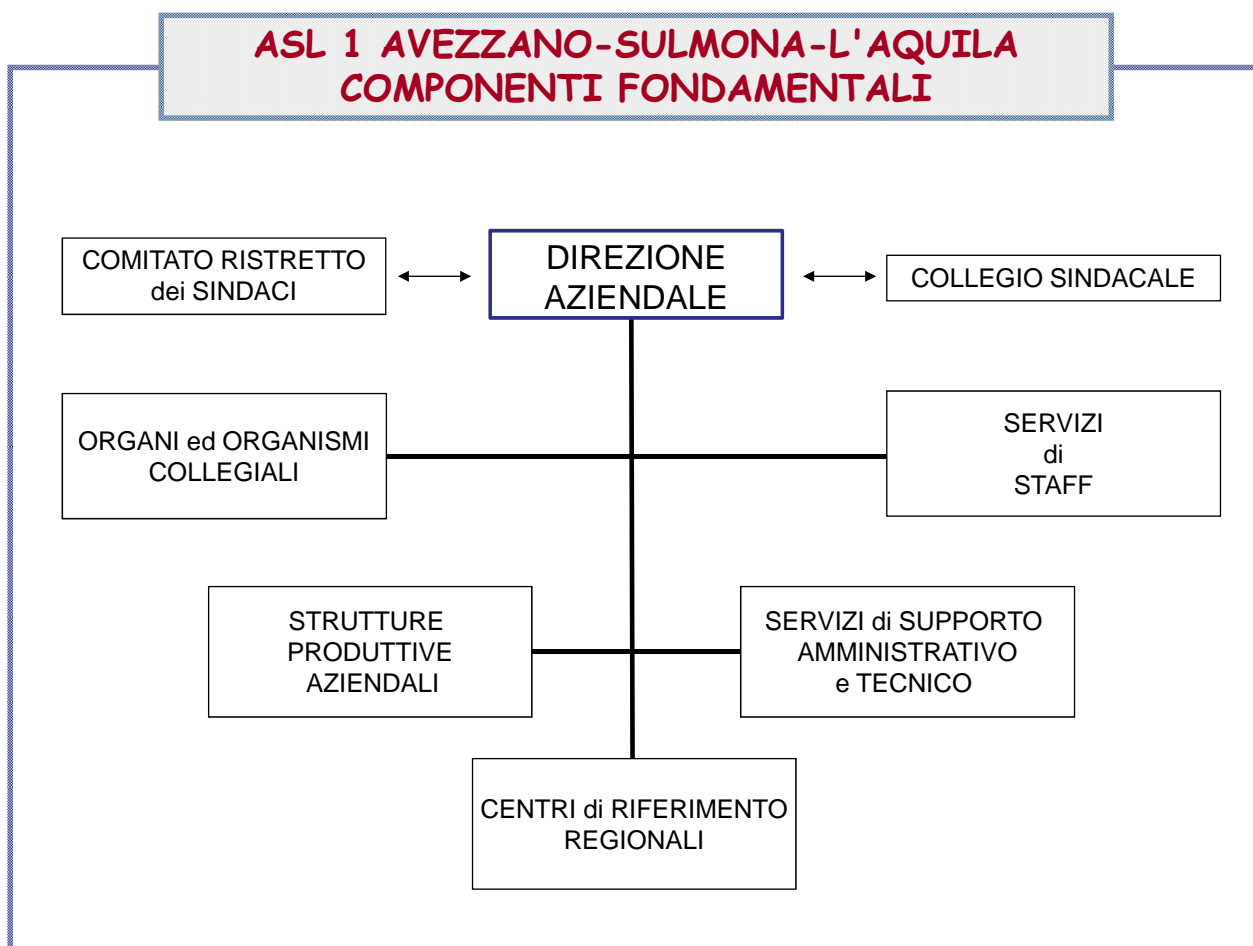 ASL 1 AVEZZANO-SULMONA-L'AQUILA
COMPONENTI FONDAMENTALI
COMITATO RISTRETTO
dei SINDACI
DIREZIONE
AZIENDALE
COLLEGIO SINDACALE
ORGANI ed ORGANISMI
COLLEGIALI
SERVIZI
di
STAFF
STRUTTURE
PRODUTTIVE
AZIENDALI
SERVIZI di SUPPORTO
AMMINISTRATIVO
e TECNICO
CENTRI di RIFERIMENTO
REGIONALI